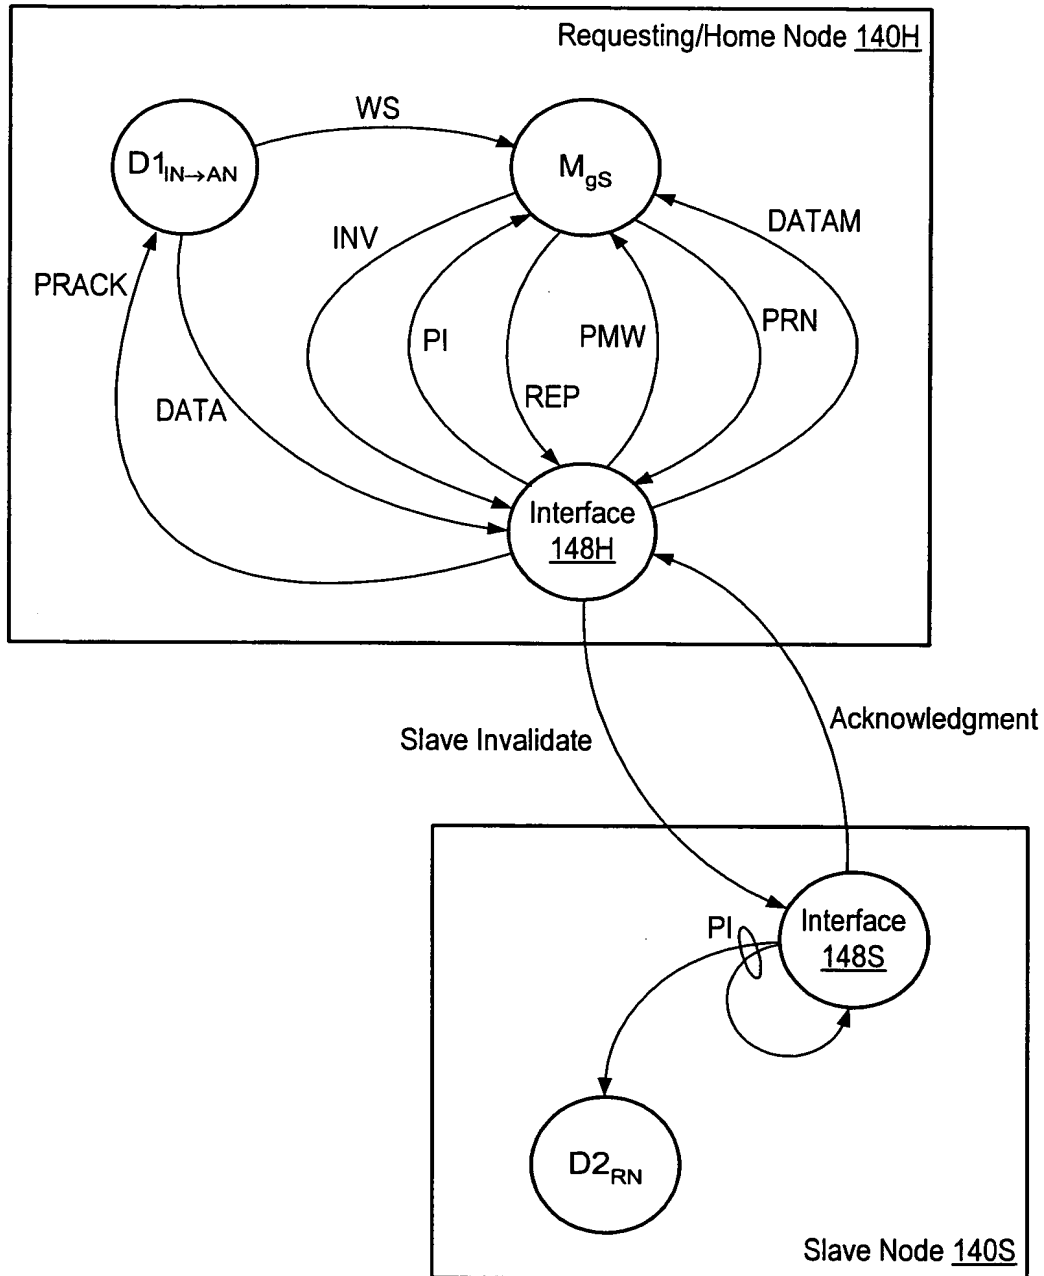 Requesting/Home Node 140H
WS
D1IN→AN
MgS
DATAM
INV
PRACK
PI
PMW
PRN
REP
DATA
Interface
148H
Acknowledgment
Slave Invalidate
PI
Interface
148S
D2RN
Slave Node 140S